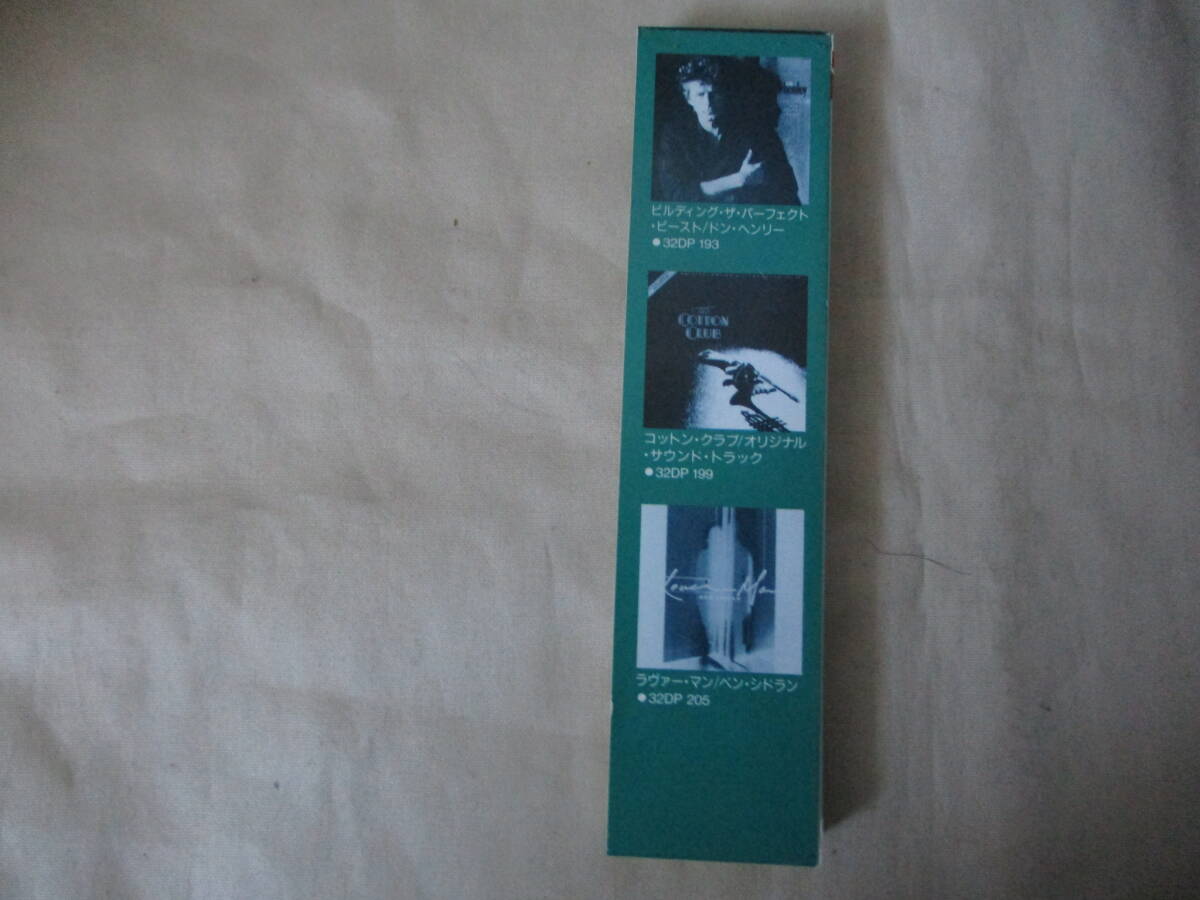 ビルディング・ザ・パーフェクト
・ビースト/ドン・ヘンリー
●32DP 193
THE
COTTON
CLUB
コットン・クラブ/オリジナル
・サウンド・トラック
●32DP 199
ラヴァー・マン/ベン・シドラン
●32DP 205